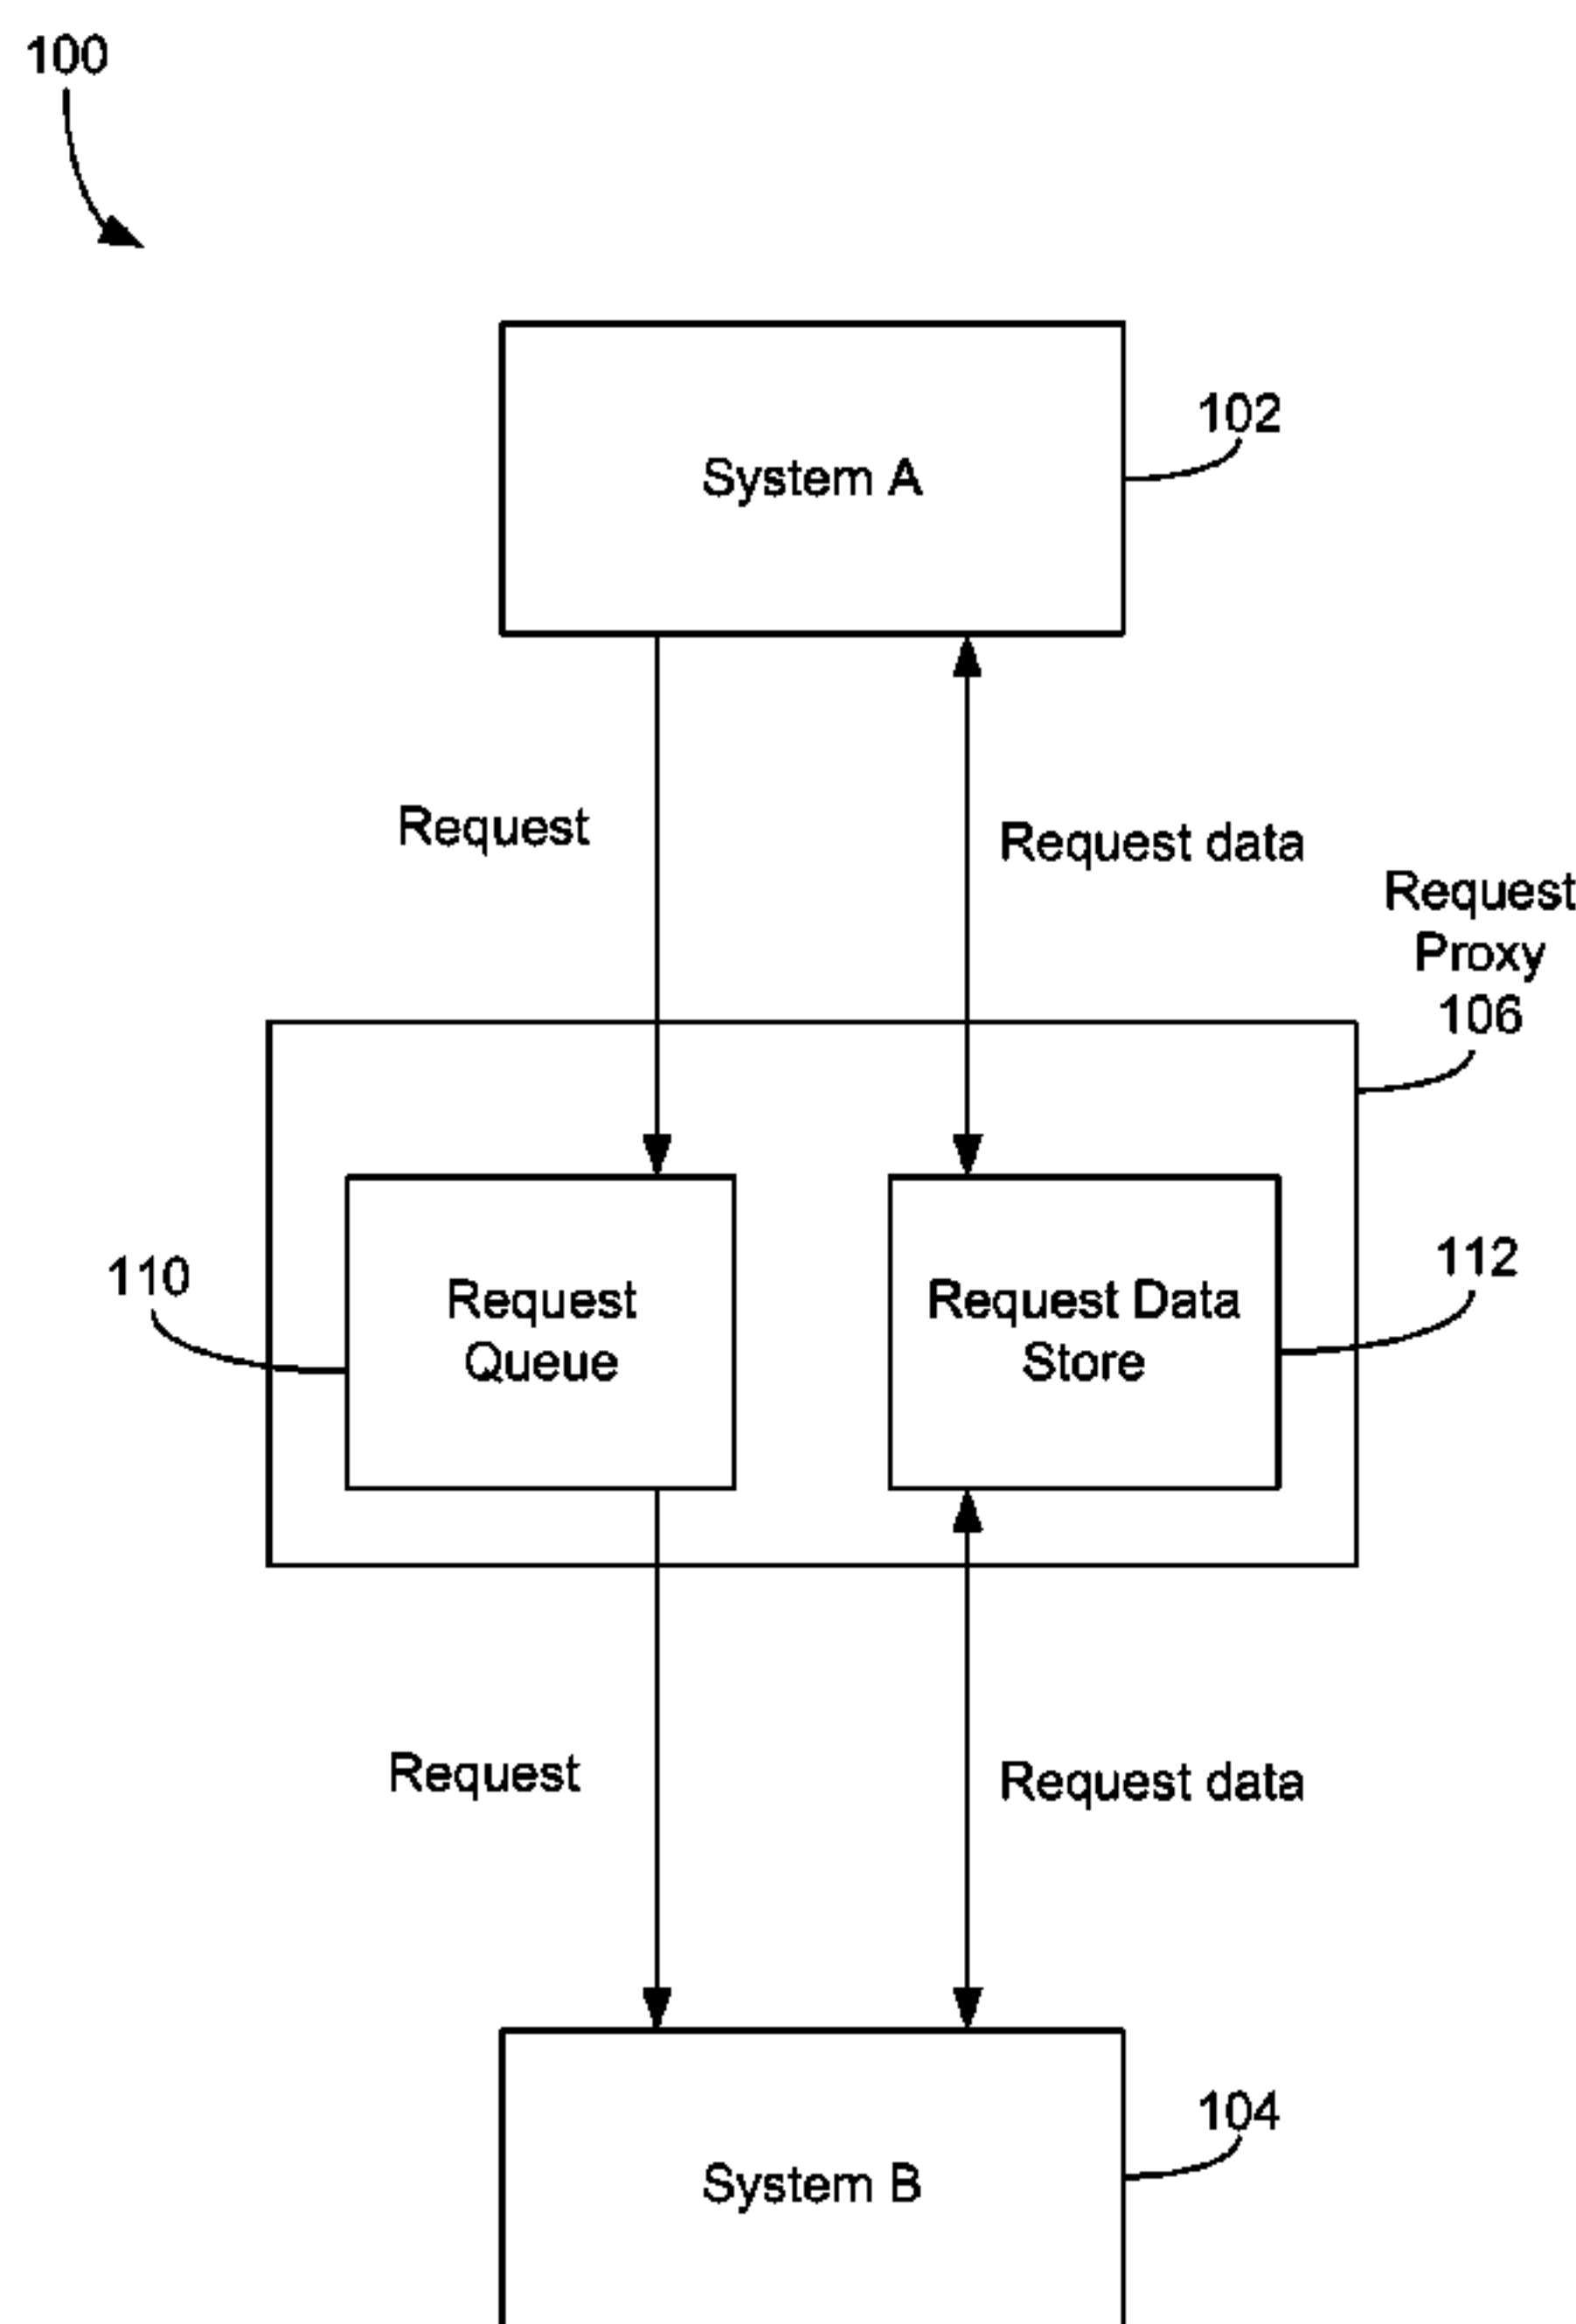 100
102
System A
Request
Request data
Request
Proxy
106
110
112
Request
Queue
Request Data
Store
Request
Request data
104
System B